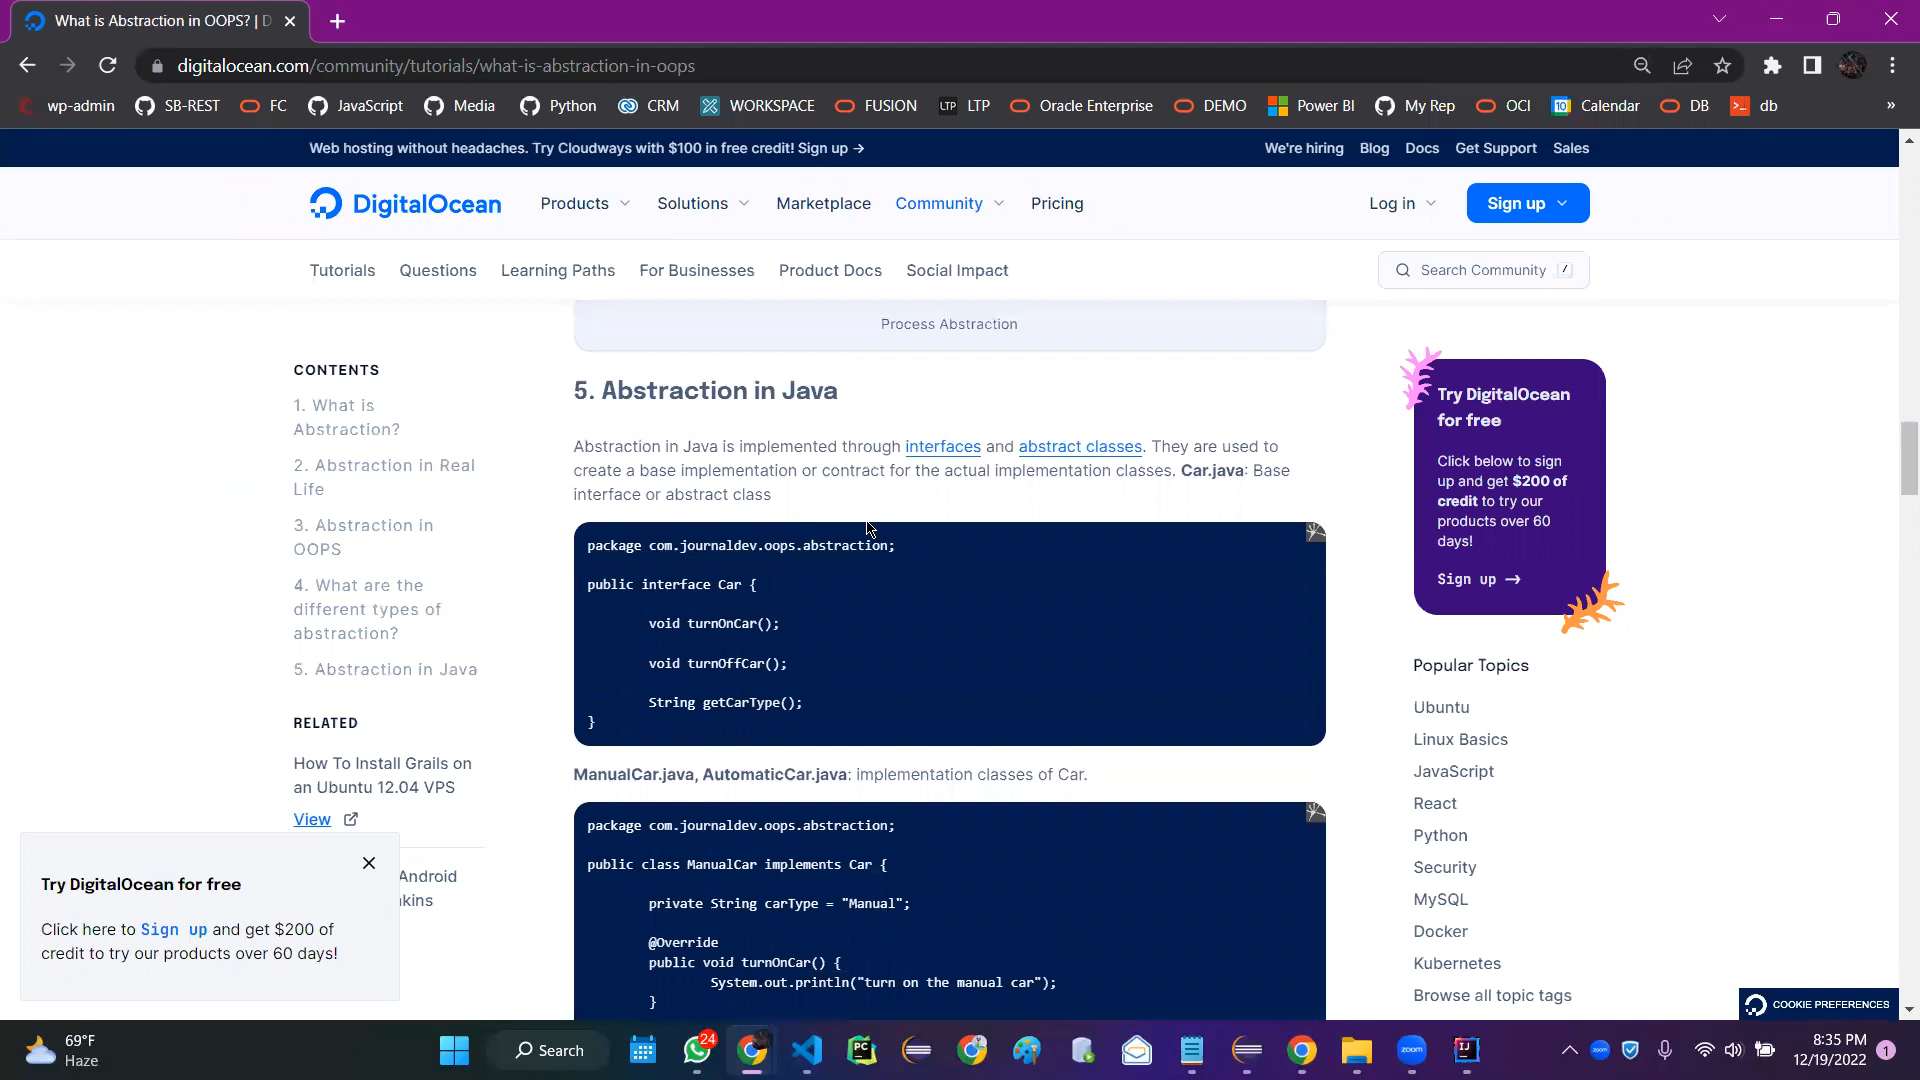 What is Abstraction in OOPS? | D
digitalocean.com/community/tutorials/what-is-abstraction-in-oops
wp-admin SB-REST FC JavaScript Media Python CRM WORKSPACE FUSION LTP LTP Oracle Enterprise DEMO Power BI My Rep OCI 10 Calendar DB db »
Web hosting without headaches. Try Cloudways with $100 in free credit! Sign up → We're hiring Blog Docs Get Support Sales
DigitalOcean Products Solutions Marketplace Community Pricing Log in Sign up
Tutorials Questions Learning Paths For Businesses Product Docs Social Impact Search Community /
Process Abstraction
CONTENTS
1. What is
Abstraction?
2. Abstraction in Real
Life
3. Abstraction in
OOPS
4. What are the
different types of
abstraction?
5. Abstraction in Java
RELATED
How To Install Grails on
an Ubuntu 12.04 VPS
View
Android
kins
Try DigitalOcean for free
Click here to Sign up and get $200 of
credit to try our products over 60 days!
5. Abstraction in Java
Abstraction in Java is implemented through interfaces and abstract classes. They are used to
create a base implementation or contract for the actual implementation classes. Car.java: Base
interface or abstract class
package com.journaldev.oops.abstraction;
public interface Car {
void turnOnCar();
void turnOffCar();
String getCarType();
}
ManualCar.java, AutomaticCar.java: implementation classes of Car.
package com.journaldev.oops.abstraction;
public class ManualCar implements Car {
private String carType = "Manual";
@Override
public void turnOnCar() {
System.out.println("turn on the manual car");
}
Try DigitalOcean
for free
Click below to sign
up and get $200 of
credit to try our
products over 60
days!
Sign up →
Popular Topics
Ubuntu
Linux Basics
JavaScript
React
Python
Security
MySQL
Docker
Kubernetes
Browse all topic tags
COOKIE PREFERENCES
69°F
Haze
Search
24
PC
zoom
IJ
8:35 PM
12/19/2022
1